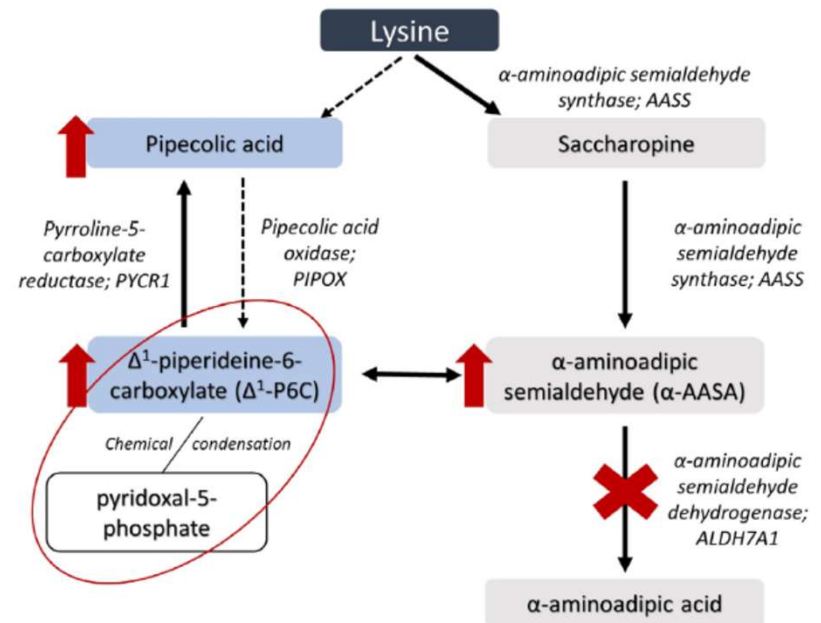 Lysine
α-aminoadipic semialdehyde
synthase; AASS
Pipecolic acid
Saccharopine
Pyrroline-5-
carboxylate
reductase; PYCR1
Pipecolic acid
oxidase;
PIPOX
α-aminoadipic
semialdehyde
synthase; AASS
Δ¹-piperideine-6-
carboxylate (Δ¹-P6C)
α-aminoadipic
semialdehyde (α-AASA)
Chemical condensation
pyridoxal-5-
phosphate
α-aminoadipic
semialdehyde
dehydrogenase;
ALDH7A1
α-aminoadipic acid